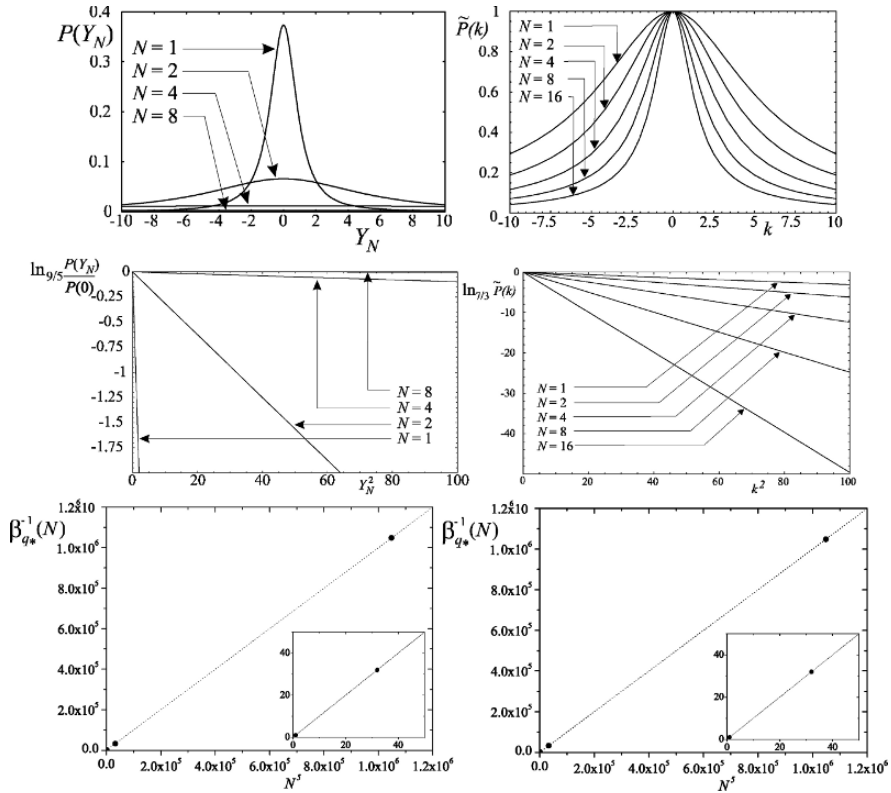 P(Y_N)
0.4
0.3
0.2
0.1
0
-10 -8 -6 -4 -2 0 2 4 6 8 10
Y_N
N = 1
N = 2
N = 4
N = 8
P̃(k)
1
0.8
0.6
0.4
0.2
0
-10 -7.5 -5 -2.5 0 2.5 5 7.5 10
k
N = 1
N = 2
N = 4
N = 8
N = 16
ln_{9/5} P(Y_N)/P(0)
0
-0.25
-0.5
-0.75
-1
-1.25
-1.5
-1.75
0 20 40 60 80 100
Y_N^2
N = 8
N = 4
N = 2
N = 1
ln_{7/3} P̃(k)
0
-10
-20
-30
-40
0 20 40 60 80 100
k^2
N = 1
N = 2
N = 4
N = 8
N = 16
β_{q*}^{-1}(N)
1.2x10^6
1.0x10^6
8.0x10^5
6.0x10^5
4.0x10^5
2.0x10^5
0.0
0.0 2.0x10^5 4.0x10^5 6.0x10^5 8.0x10^5 1.0x10^6 1.2x10^6
N^5
40
20
0
0 20 40
β_{q*}^{-1}(N)
1.2x10^6
1.0x10^6
8.0x10^5
6.0x10^5
4.0x10^5
2.0x10^5
0.0
0.0 2.0x10^5 4.0x10^5 6.0x10^5 8.0x10^5 1.0x10^6 1.2x10^6
N^5
40
20
0
0 20 40